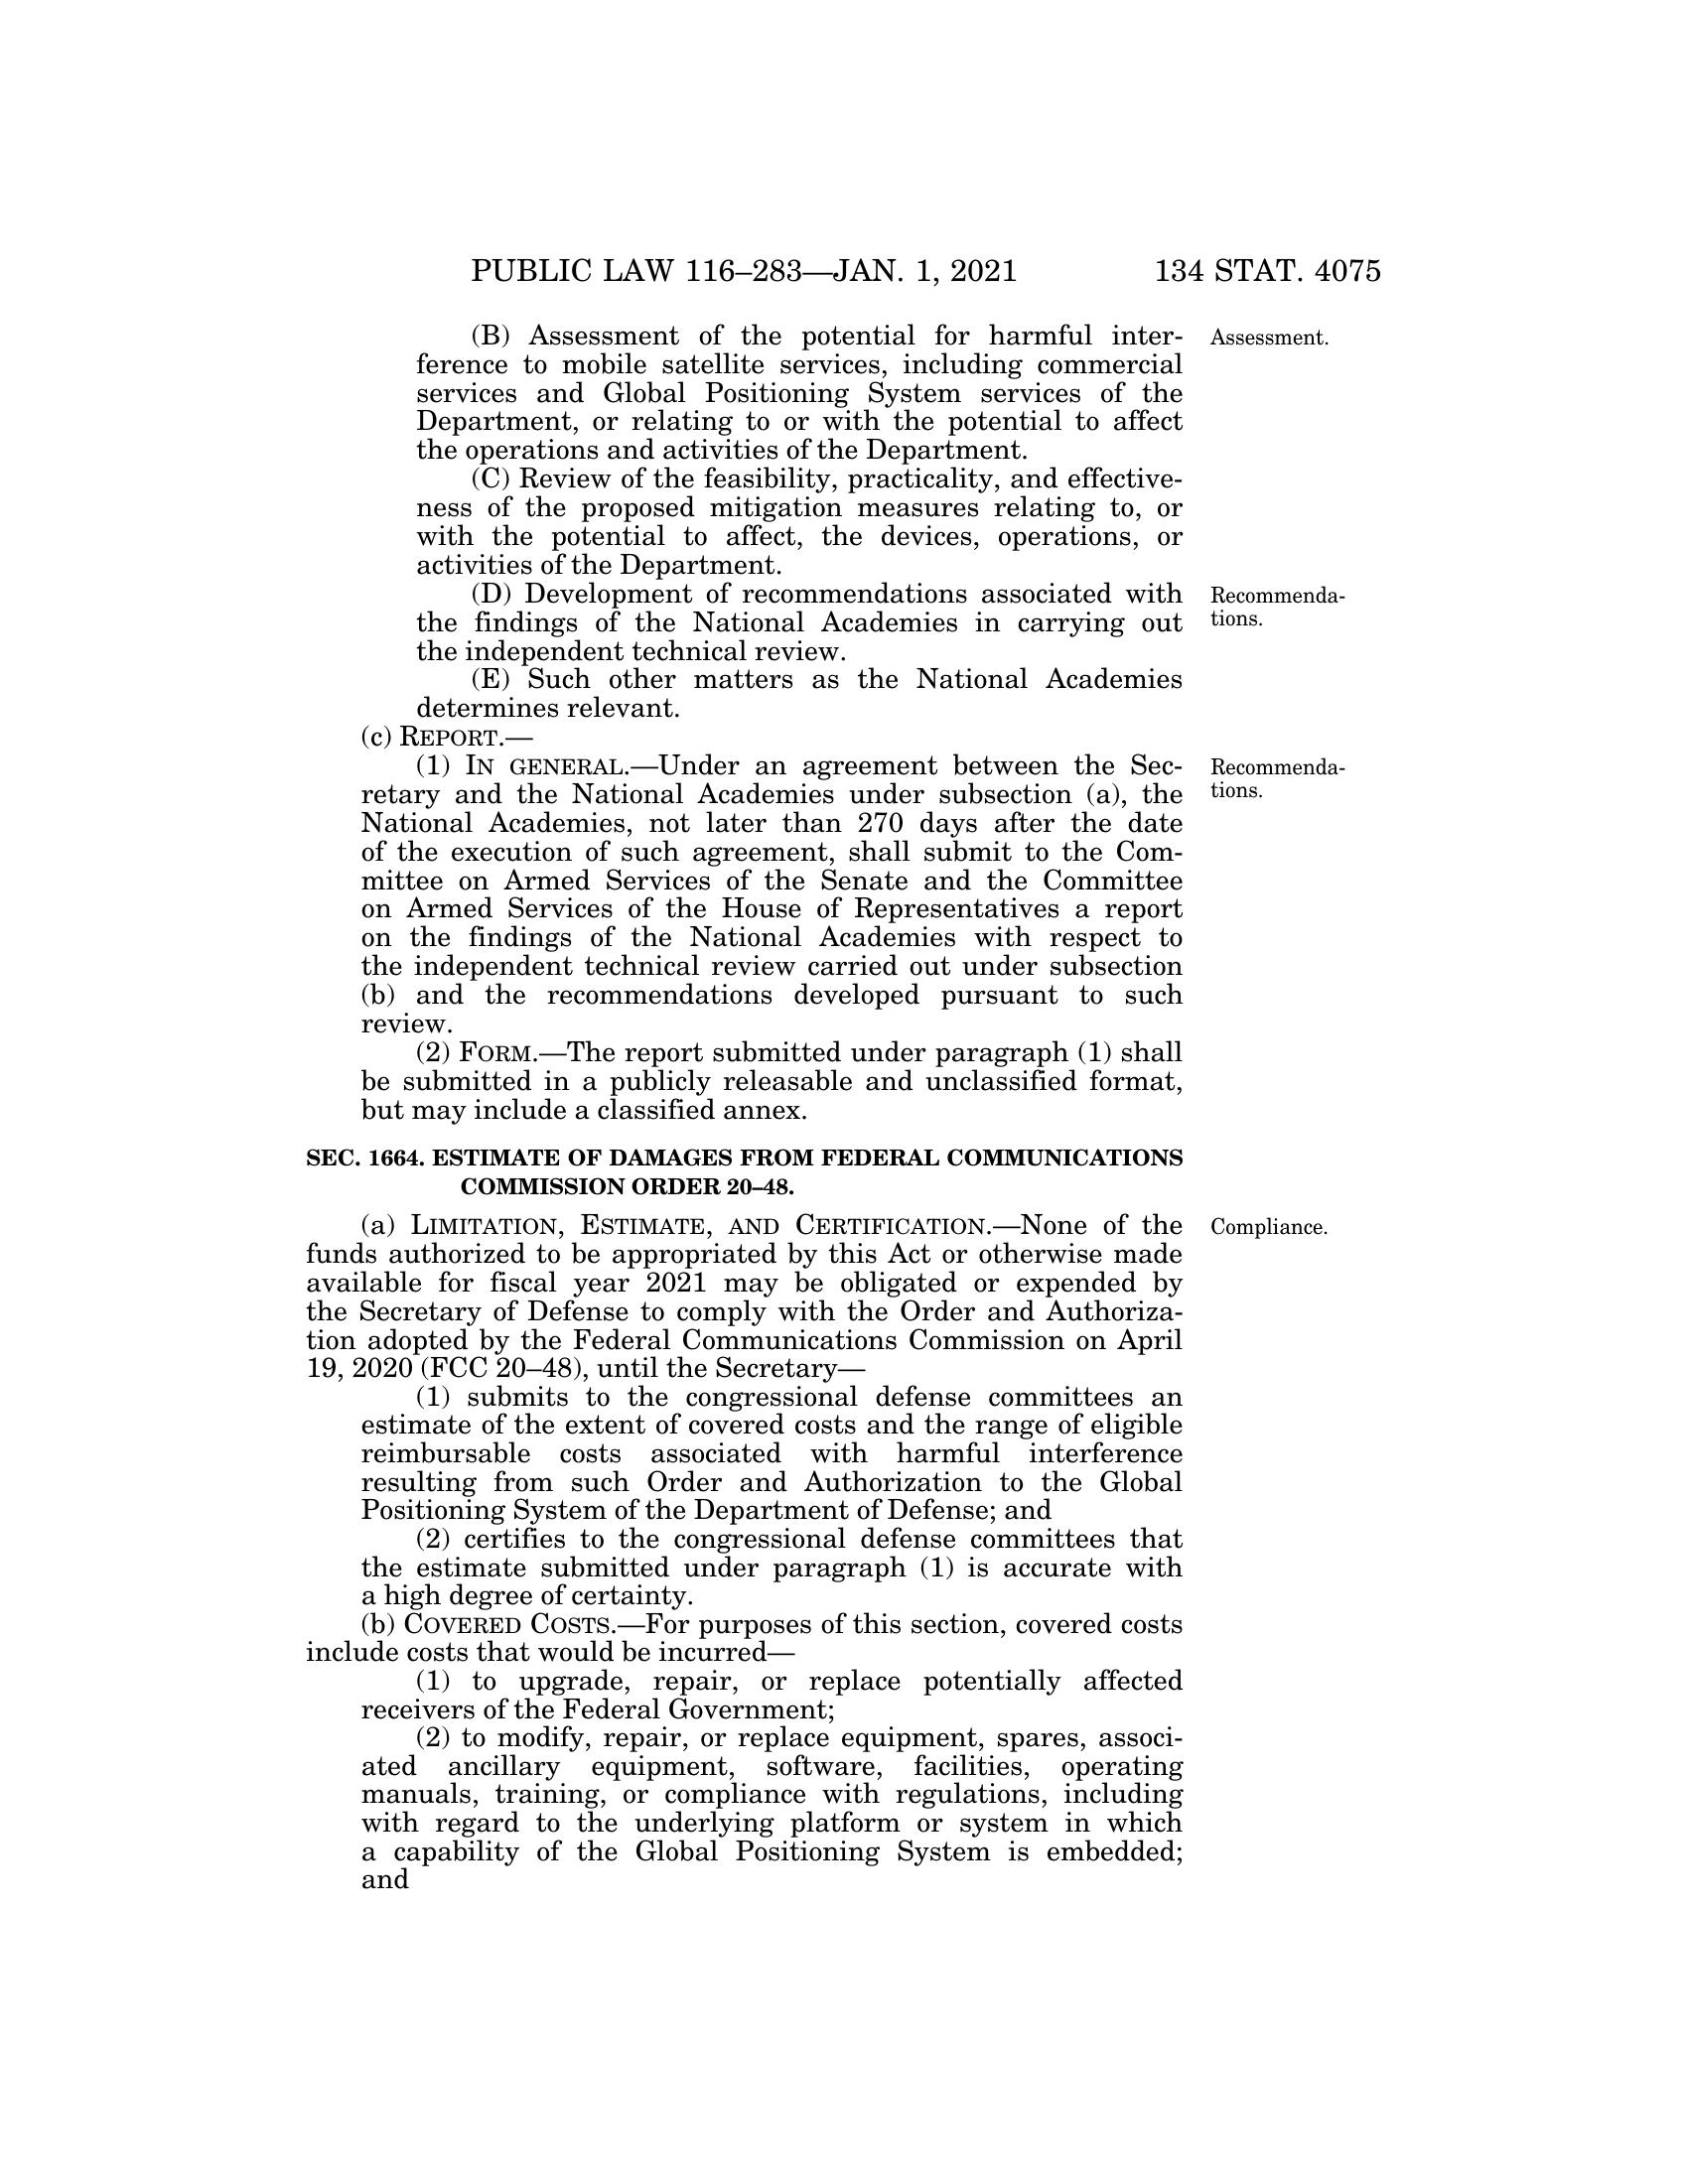 PUBLIC LAW 116–283—JAN. 1, 2021 134 STAT. 4075
(B) Assessment of the potential for harmful inter-
ference to mobile satellite services, including commercial
services and Global Positioning System services of the
Department, or relating to or with the potential to affect
the operations and activities of the Department.
Assessment.
(C) Review of the feasibility, practicality, and effective-
ness of the proposed mitigation measures relating to, or
with the potential to affect, the devices, operations, or
activities of the Department.
(D) Development of recommendations associated with
the findings of the National Academies in carrying out
the independent technical review.
Recommenda-
tions.
(E) Such other matters as the National Academies
determines relevant.
(c) REPORT.—
(1) IN GENERAL.—Under an agreement between the Sec-
retary and the National Academies under subsection (a), the
National Academies, not later than 270 days after the date
of the execution of such agreement, shall submit to the Com-
mittee on Armed Services of the Senate and the Committee
on Armed Services of the House of Representatives a report
on the findings of the National Academies with respect to
the independent technical review carried out under subsection
(b) and the recommendations developed pursuant to such
review.
Recommenda-
tions.
(2) FORM.—The report submitted under paragraph (1) shall
be submitted in a publicly releasable and unclassified format,
but may include a classified annex.
SEC. 1664. ESTIMATE OF DAMAGES FROM FEDERAL COMMUNICATIONS
COMMISSION ORDER 20–48.
(a) LIMITATION, ESTIMATE, AND CERTIFICATION.—None of the
funds authorized to be appropriated by this Act or otherwise made
available for fiscal year 2021 may be obligated or expended by
the Secretary of Defense to comply with the Order and Authoriza-
tion adopted by the Federal Communications Commission on April
19, 2020 (FCC 20–48), until the Secretary—
Compliance.
(1) submits to the congressional defense committees an
estimate of the extent of covered costs and the range of eligible
reimbursable costs associated with harmful interference
resulting from such Order and Authorization to the Global
Positioning System of the Department of Defense; and
(2) certifies to the congressional defense committees that
the estimate submitted under paragraph (1) is accurate with
a high degree of certainty.
(b) COVERED COSTS.—For purposes of this section, covered costs
include costs that would be incurred—
(1) to upgrade, repair, or replace potentially affected
receivers of the Federal Government;
(2) to modify, repair, or replace equipment, spares, associ-
ated ancillary equipment, software, facilities, operating
manuals, training, or compliance with regulations, including
with regard to the underlying platform or system in which
a capability of the Global Positioning System is embedded;
and